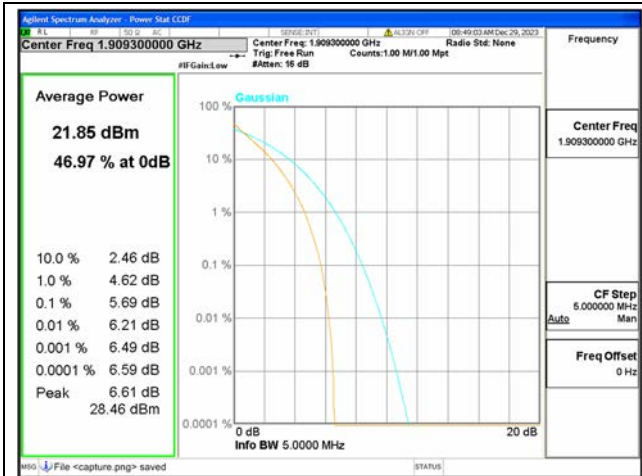 Agilent Spectrum Analyzer - Power Stat CCDF
RL RF 50 Ω AC SENSE:INT ALIGN OFF 08:49:03 AM Dec 29, 2023
Center Freq 1.909300000 GHz
Center Freq: 1.909300000 GHz Radio Std: None
Trig: Free Run Counts:1.00 M/1.00 Mpt
#IFGain:Low #Atten: 16 dB
Frequency
Average Power
21.85 dBm
46.97 % at 0dB
10.0 % 2.46 dB
1.0 % 4.62 dB
0.1 % 5.69 dB
0.01 % 6.21 dB
0.001 % 6.49 dB
0.0001 % 6.59 dB
Peak 6.61 dB
28.46 dBm
Gaussian
100 %
10 %
1 %
0.1 %
0.01 %
0.001 %
0.0001 %
0 dB 20 dB
Info BW 5.0000 MHz
Center Freq
1.909300000 GHz
CF Step
5.000000 MHz
Auto Man
Freq Offset
0 Hz
MSG File <capture.png> saved STATUS